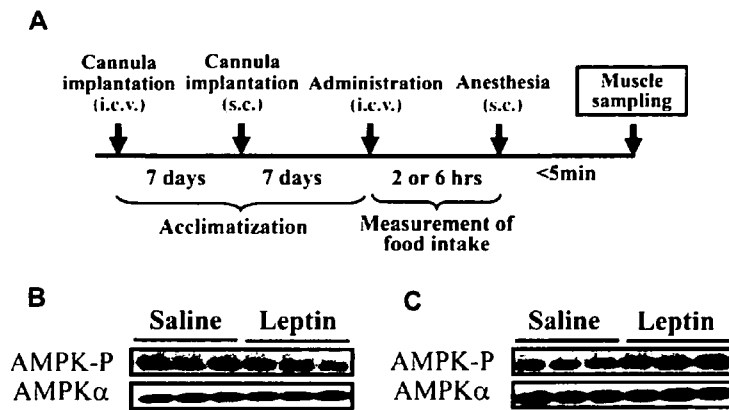 A
Cannula implantation (i.c.v.)
Cannula implantation (s.c.)
Administration (i.c.v.)
Anesthesia (s.c.)
Muscle sampling
7 days
7 days
2 or 6 hrs
<5min
Acclimatization
Measurement of food intake
B
Saline Leptin
AMPK-P
AMPKα
C
Saline Leptin
AMPK-P
AMPKα